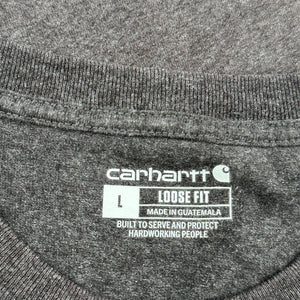 carhartt
L LOOSE FIT
MADE IN GUATEMALA
BUILT TO SERVE AND PROTECT
HARDWORKING PEOPLE